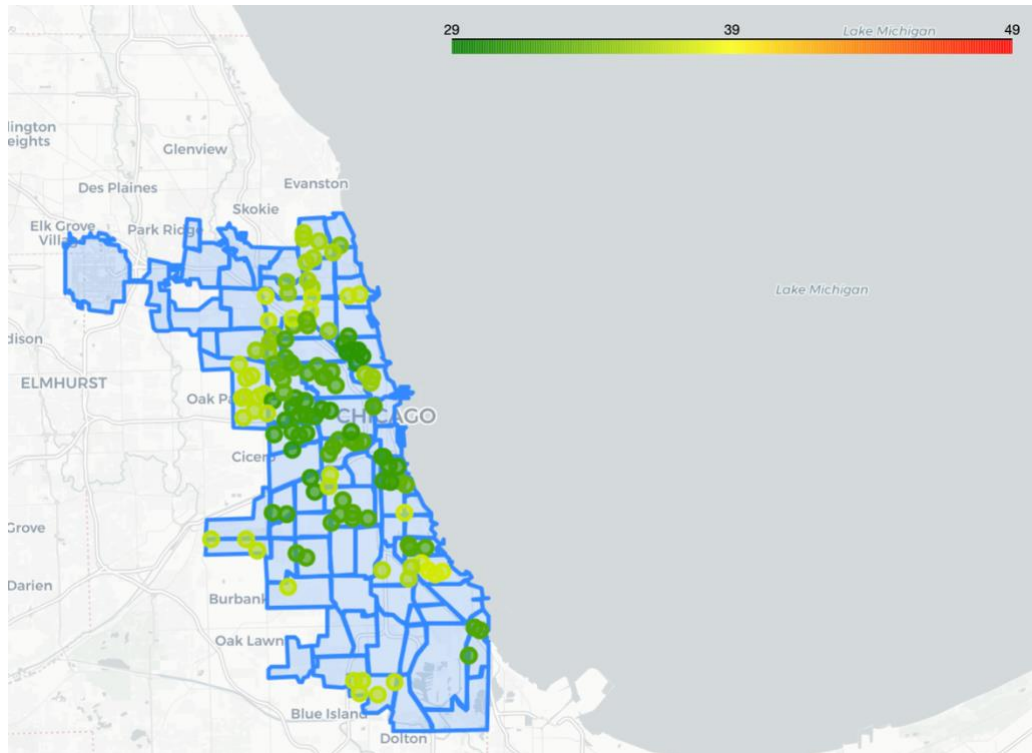 29 39 49
Lake Michigan
lington
eights
Glenview
Des Plaines
Evanston
Skokie
Elk Grove
Park Ridge
Lake Michigan
dison
ELMHURST
Oak Pa
CHICAGO
Cicero
Grove
Darien
Burbank
Oak Lawn
Blue Island
Dolton